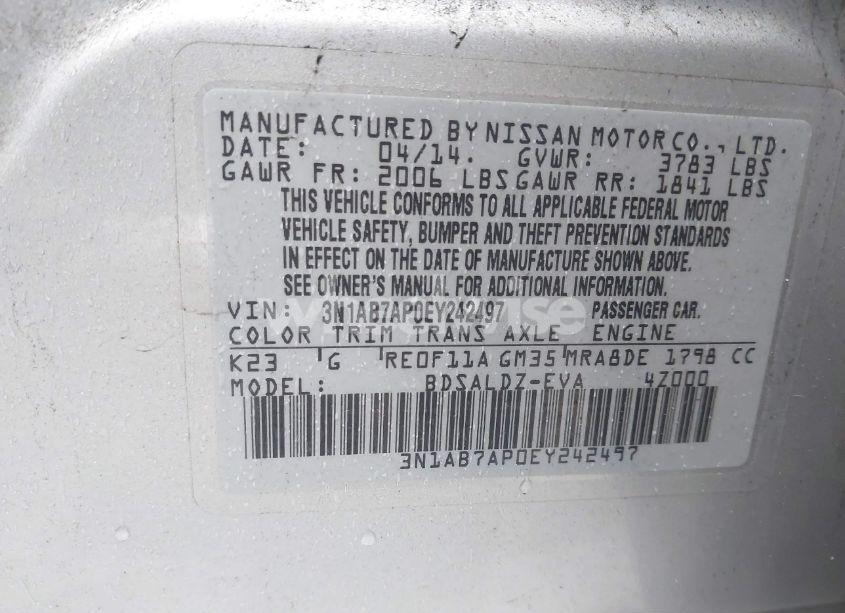 MANUFACTURED BY NISSAN MOTOR CO., LTD.
DATE: 04/14. GVWR: 3783 LBS
GAWR FR: 2006 LBS GAWR RR: 1841 LBS
THIS VEHICLE CONFORMS TO ALL APPLICABLE FEDERAL MOTOR
VEHICLE SAFETY, BUMPER AND THEFT PREVENTION STANDARDS
IN EFFECT ON THE DATE OF MANUFACTURE SHOWN ABOVE.
SEE OWNER'S MANUAL FOR ADDITIONAL INFORMATION.
VIN: 3N1AB7AP0EY242497 PASSENGER CAR.
COLOR TRIM TRANS AXLE ENGINE
K23 G RE0F11A GM35 MRA8DE 1798 CC
MODEL: BDSALDZ-EVA 4Z000
3N1AB7AP0EY242497